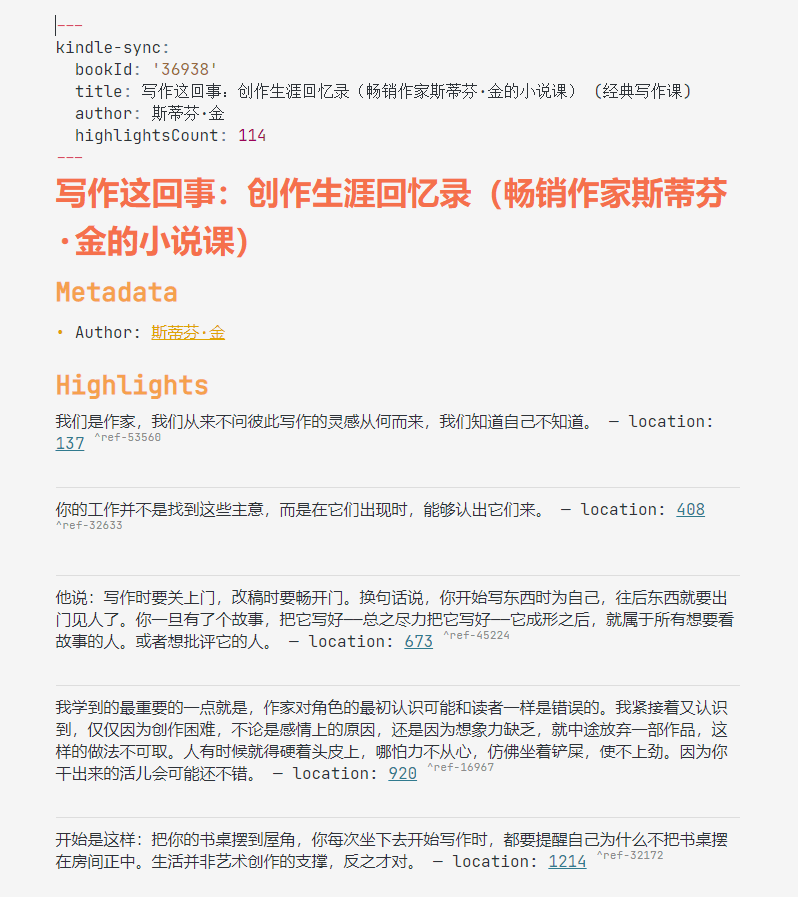 ---
kindle-sync:
  bookId: '36938'
  title: 写作这回事：创作生涯回忆录（畅销作家斯蒂芬·金的小说课） (经典写作课)
  author: 斯蒂芬·金
  highlightsCount: 114
---
写作这回事：创作生涯回忆录（畅销作家斯蒂芬
·金的小说课）
Metadata
• Author: 斯蒂芬·金
Highlights
我们是作家，我们从来不问彼此写作的灵感从何而来，我们知道自己不知道。 — location:
137 ^ref-53560
你的工作并不是找到这些主意，而是在它们出现时，能够认出它们来。 — location: 408
^ref-32633
他说：写作时要关上门，改稿时要畅开门。换句话说，你开始写东西时为自己，往后东西就要出
门见人了。你一旦有了个故事，把它写好——总之尽力把它写好——它成形之后，就属于所有想要看
故事的人。或者想批评它的人。 — location: 673 ^ref-45224
我学到的最重要的一点就是，作家对角色的最初认识可能和读者一样是错误的。我紧接着又认识
到，仅仅因为创作困难，不论是感情上的原因，还是因为想象力缺乏，就中途放弃一部作品，这
样的做法不可取。人有时候就得硬着头皮上，哪怕力不从心，仿佛坐着铲屎，使不上劲。因为你
干出来的活儿会可能还不错。 — location: 920 ^ref-16967
开始是这样：把你的书桌摆到屋角，你每次坐下去开始写作时，都要提醒自己为什么不把书桌摆
在房间正中。生活并非艺术创作的支撑，反之才对。 — location: 1214 ^ref-32172